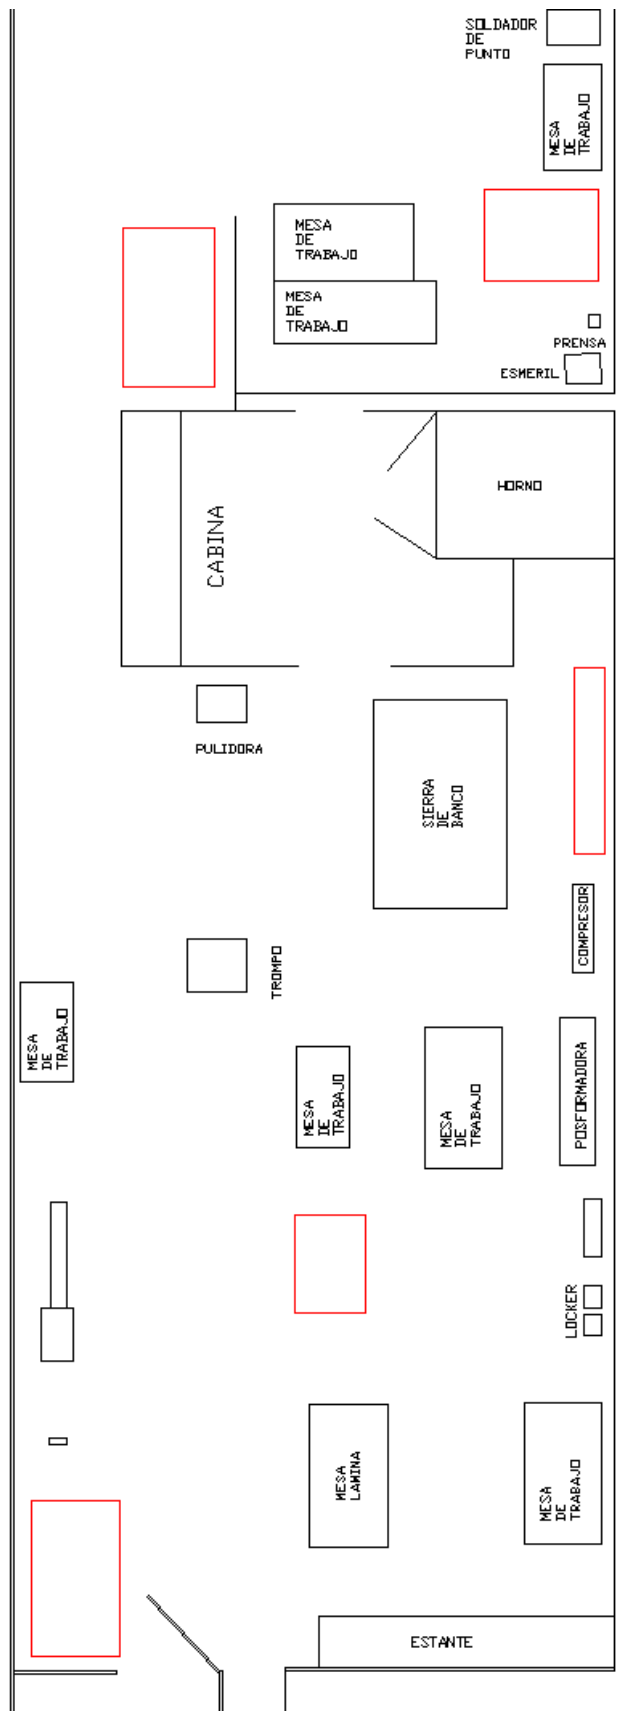 SOLDADOR
DE
PUNTO
MESA
DE
TRABAJO
MESA
DE
TRABAJO
MESA
DE
TRABAJO
PRENSA
ESMERIL
HORNO
CABINA
PULIDORA
SIERRA
DE
BANCO
COMPRESOR
TROMPO
MESA
DE
TRABAJO
MESA
DE
TRABAJO
MESA
DE
TRABAJO
POSFORMADORA
LOCKER
MESA
LAMINA
MESA
DE
TRABAJO
ESTANTE